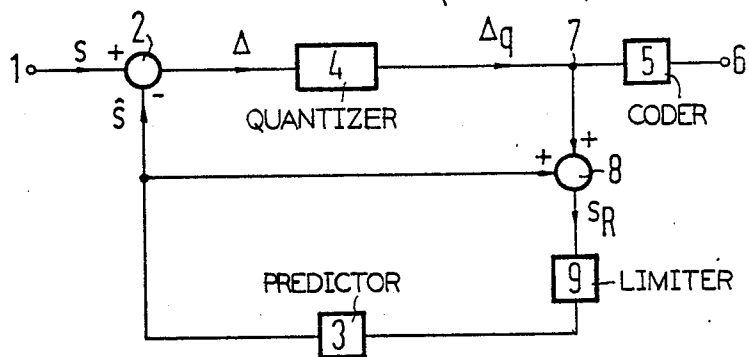 1 S + 2 Δ 4 Δq 7 5 6
Ŝ -
QUANTIZER CODER
+ + 8
SR
PREDICTOR 9 LIMITER
3